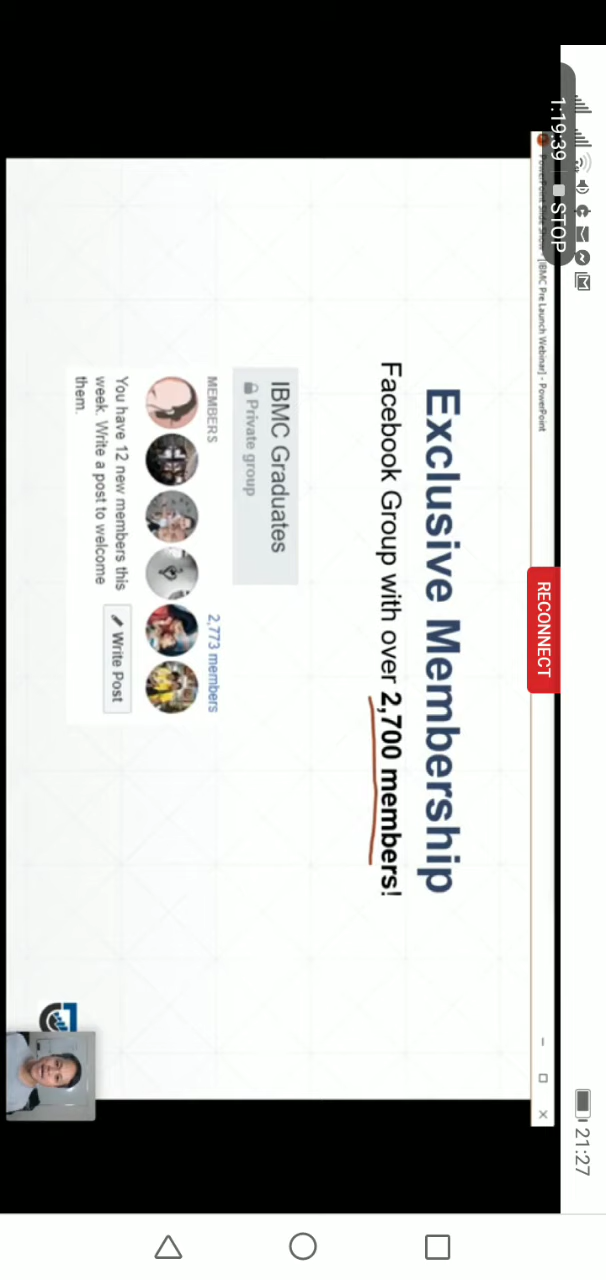 1:19:39 STOP
21:27
PowerPoint Slide Show - [IBMC Pre Launch Webinar] - PowerPoint
RECONNECT
Exclusive Membership
Facebook Group with over 2,700 members!
IBMC Graduates
Private group
MEMBERS
2,773 members
You have 12 new members this
week. Write a post to welcome
them.
Write Post